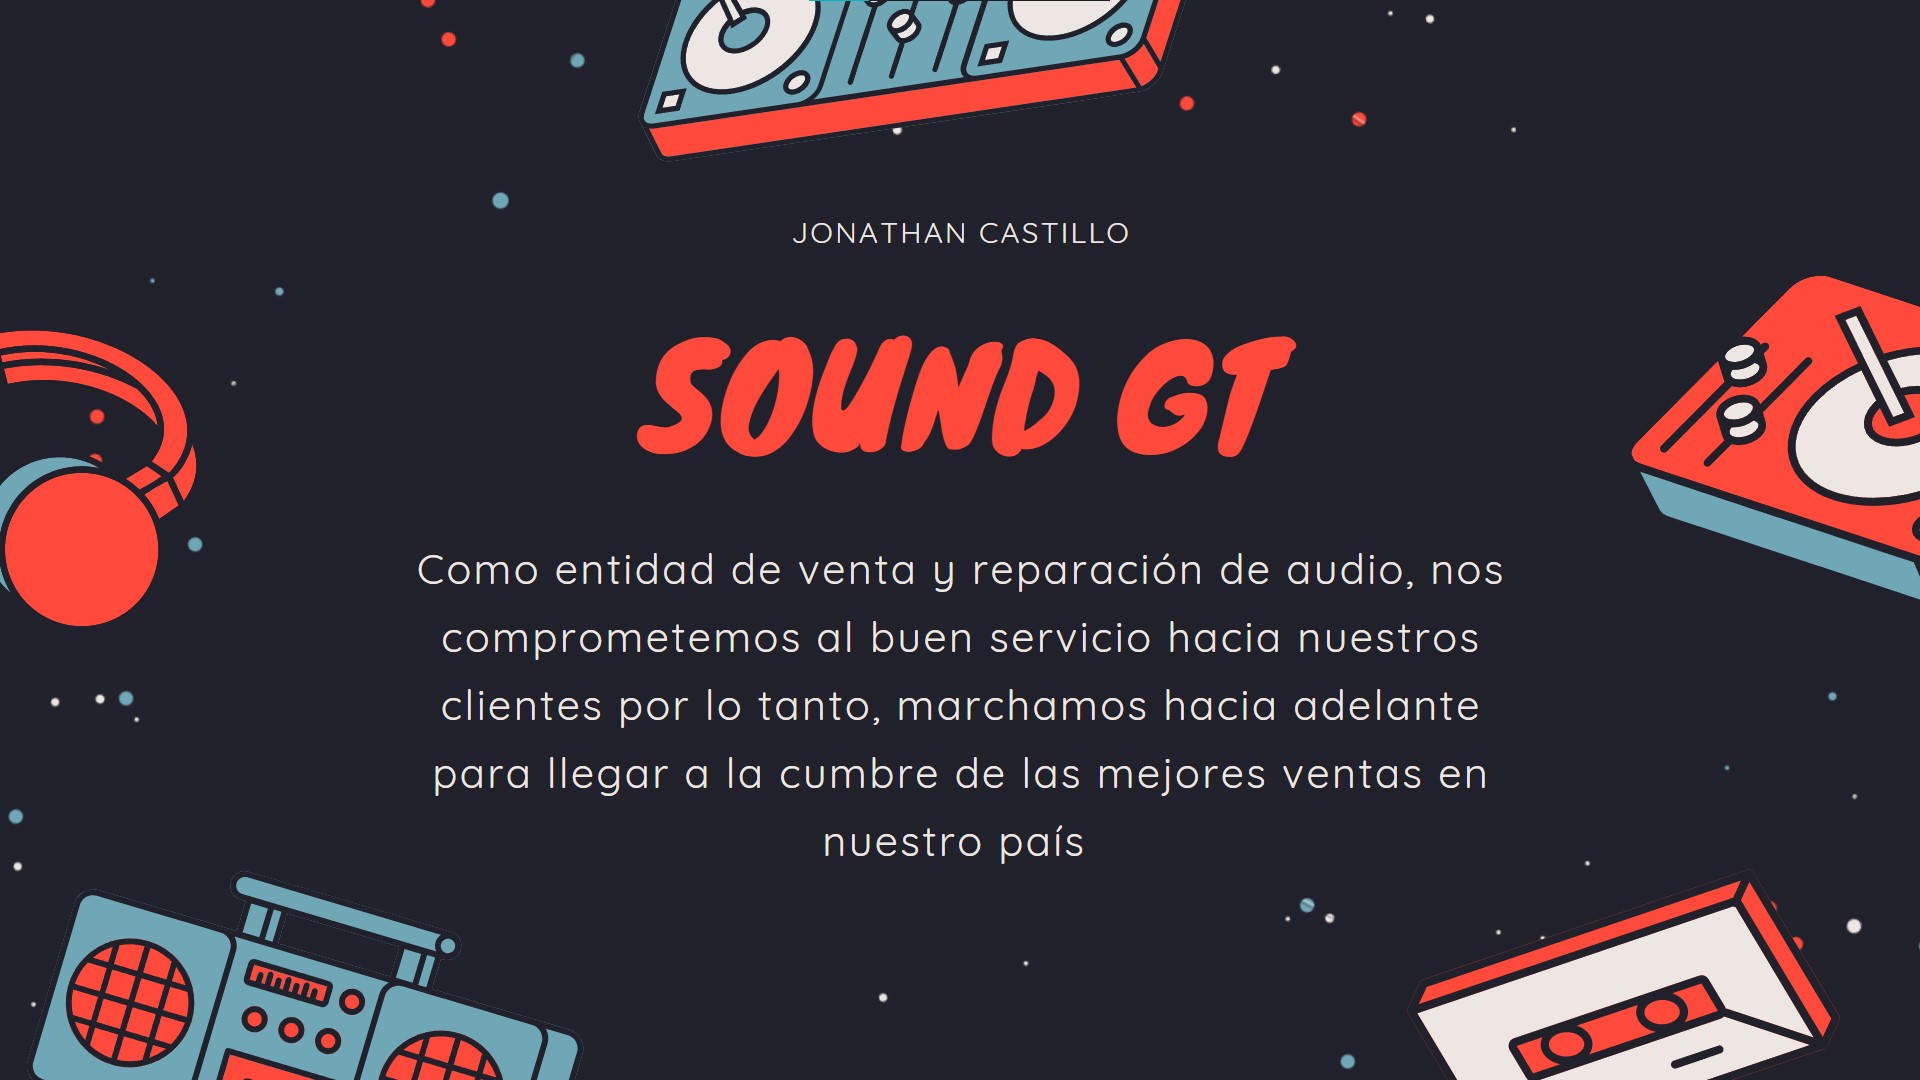 JONATHAN CASTILLO
SOUND GT
Como entidad de venta y reparación de audio, nos
comprometemos al buen servicio hacia nuestros
clientes por lo tanto, marchamos hacia adelante
para llegar a la cumbre de las mejores ventas en
nuestro país